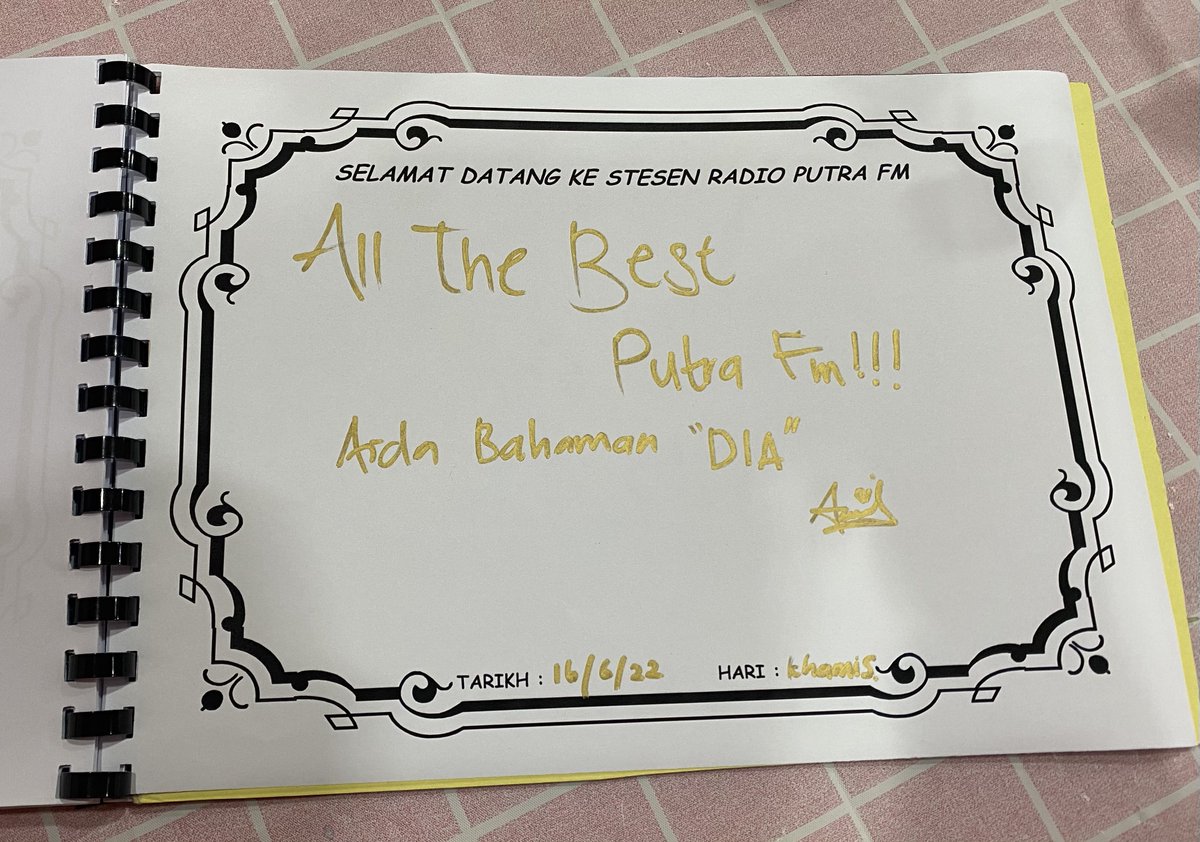 SELAMAT DATANG KE STESEN RADIO PUTRA FM
All The Best
Putra Fm!!!
Arda Bahaman "DIA"
TARIKH : 16/6/22 HARI : khamis.